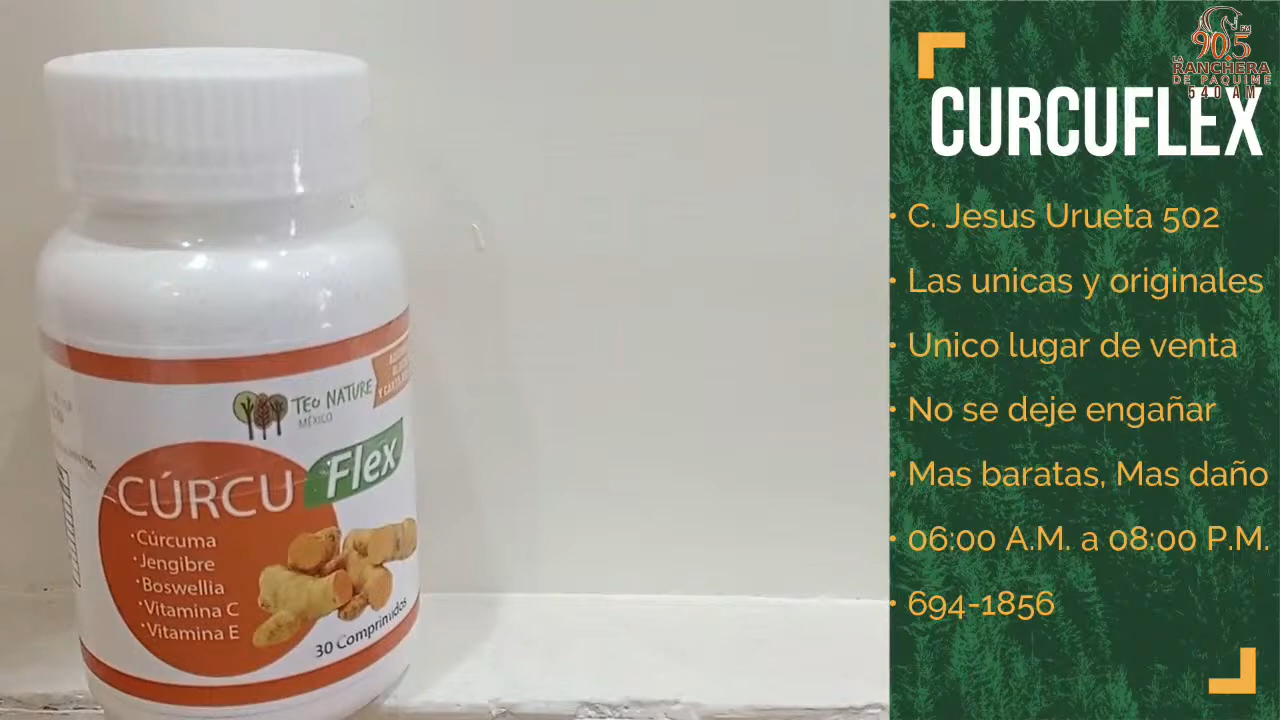 TEO NATURE
MÉXICO
CÚRCU Flex
·Cúrcuma
·Jengibre
·Boswellia
·Vitamina C
·Vitamina E
30 Comprimidos
FM
90.5
LA
RANCHERA
DE PAQUIME
540 AM
CURCUFLEX
• C. Jesus Urueta 502
• Las unicas y originales
• Unico lugar de venta
• No se deje engañar
• Mas baratas, Mas daño
• 06:00 A.M. a 08:00 P.M.
• 694-1856